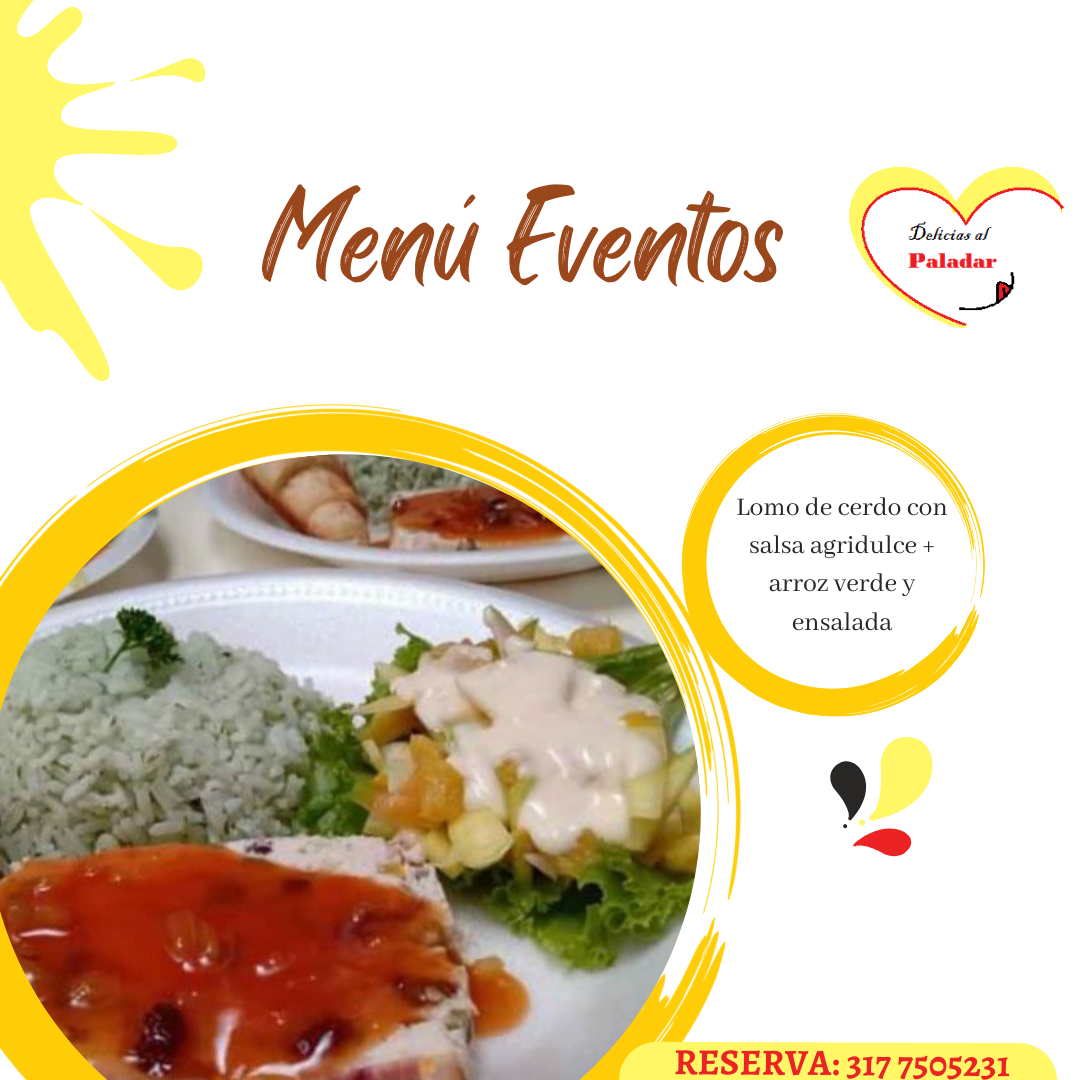 Menú Eventos
Delicias al
Paladar
Lomo de cerdo con
salsa agridulce +
arroz verde y
ensalada
RESERVA: 317 7505231